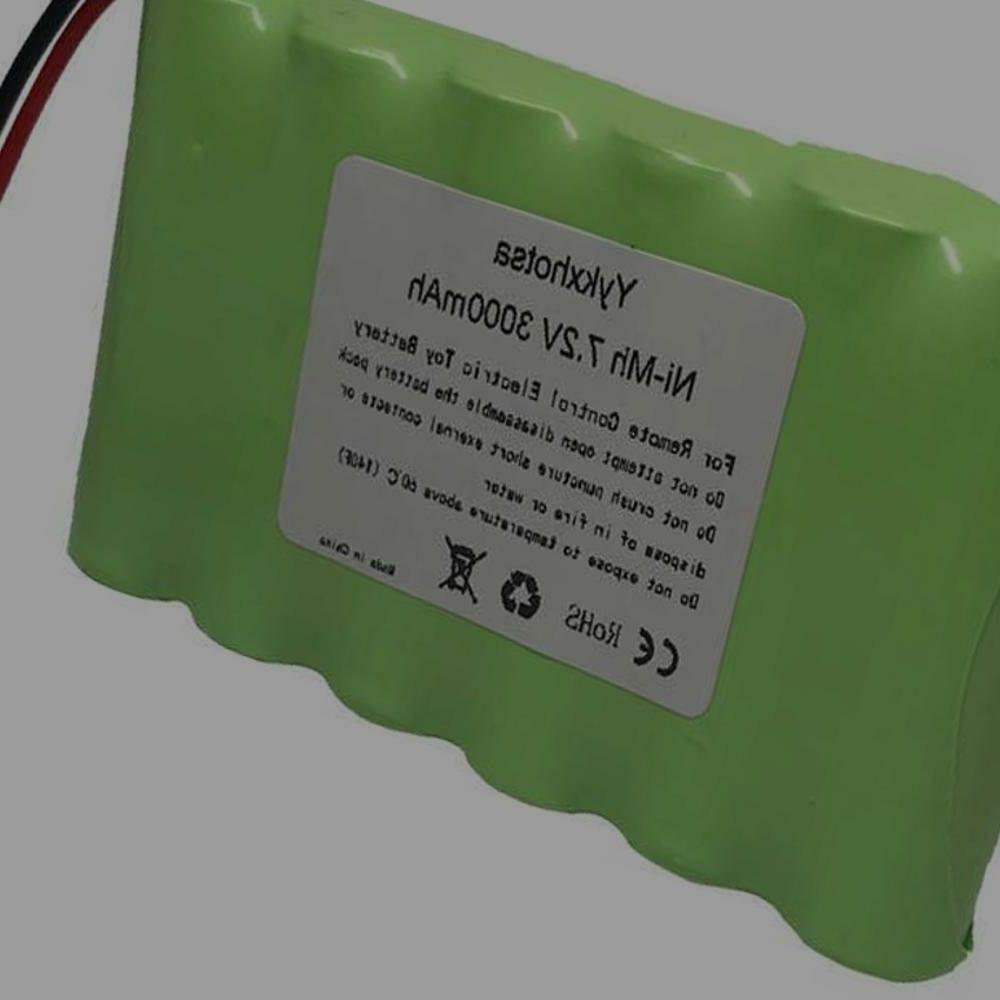 Yykxhotsa
Ni-Mh 7.2V 3000mAh
For Remote Control Electric Toy Battery
Do not attempt open disassemble the battery pack
Do not crush puncture short exernal contacte or
dispose of in fire or water
Do not expose to temperature above 60℃ (140F)
CE RoHS
Made in China